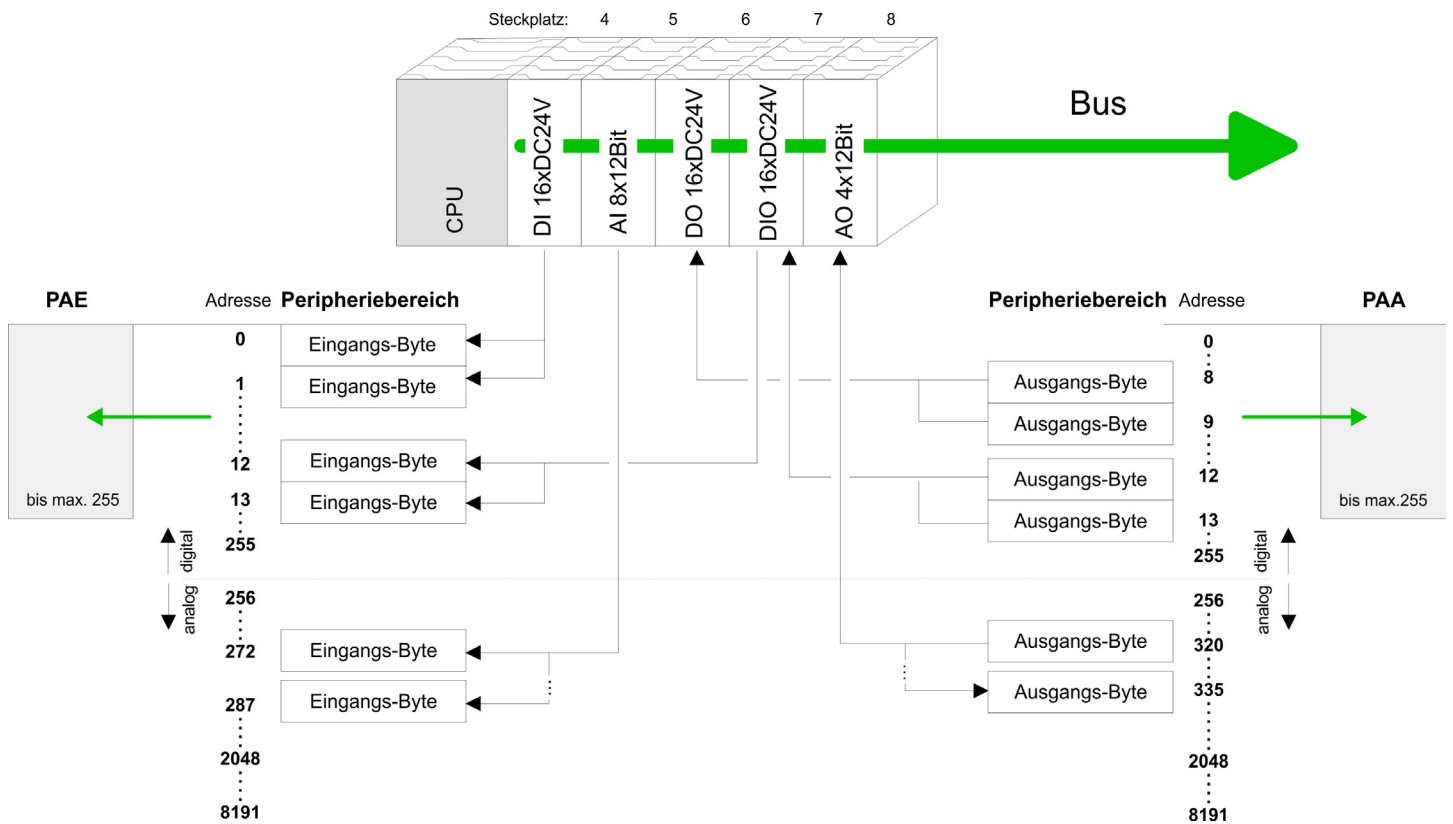 Steckplatz: 4 5 6 7 8
CPU
DI 16xDC24V
AI 8x12Bit
DO 16xDC24V
DIO 16xDC24V
AO 4x12Bit
Bus
PAE
bis max. 255
Adresse Peripheriebereich
0 Eingangs-Byte
1 Eingangs-Byte
12 Eingangs-Byte
13 Eingangs-Byte
255
digital
analog
256
272 Eingangs-Byte
287 Eingangs-Byte
2048
8191
Peripheriebereich Adresse
0
Ausgangs-Byte 8
Ausgangs-Byte 9
Ausgangs-Byte 12
Ausgangs-Byte 13
255
digital
analog
256
Ausgangs-Byte 320
Ausgangs-Byte 335
2048
8191
PAA
bis max.255